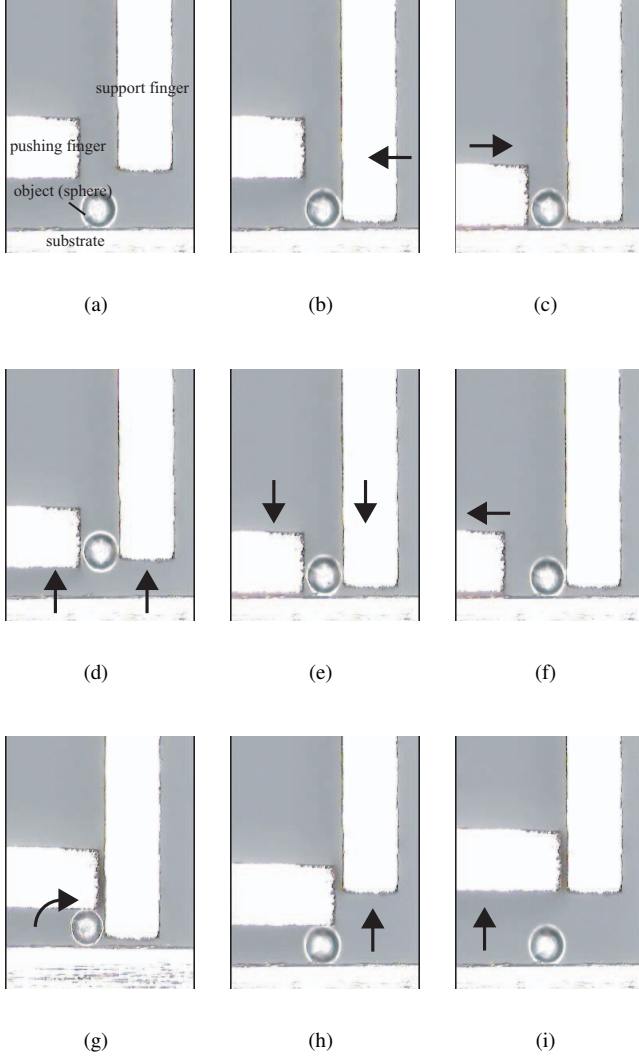 support finger
pushing finger
object (sphere)
substrate
(a)
(b)
(c)
(d)
(e)
(f)
(g)
(h)
(i)